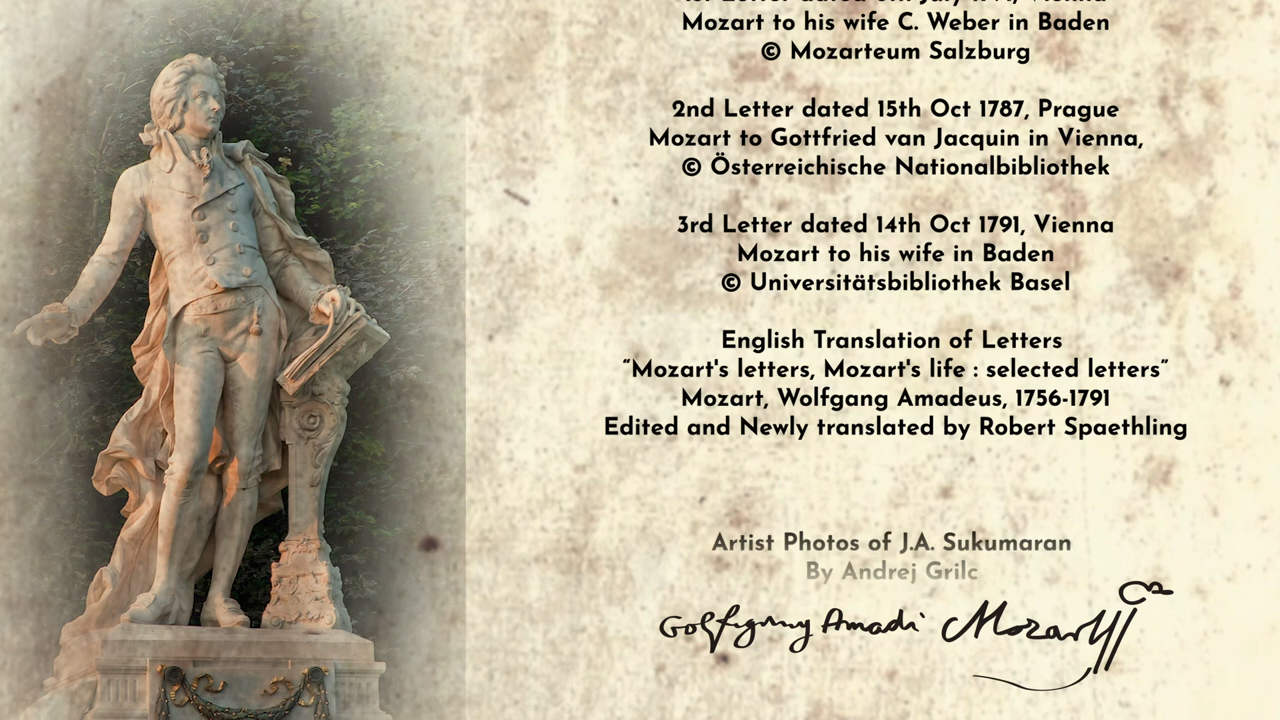 Mozart to his wife C. Weber in Baden
© Mozarteum Salzburg
2nd Letter dated 15th Oct 1787, Prague
Mozart to Gottfried van Jacquin in Vienna,
© Österreichische Nationalbibliothek
3rd Letter dated 14th Oct 1791, Vienna
Mozart to his wife in Baden
© Universitätsbibliothek Basel
English Translation of Letters
“Mozart's letters, Mozart's life : selected letters”
Mozart, Wolfgang Amadeus, 1756-1791
Edited and Newly translated by Robert Spaethling
Artist Photos of J.A. Sukumaran
By Andrej Grilc
Amadi Mozart